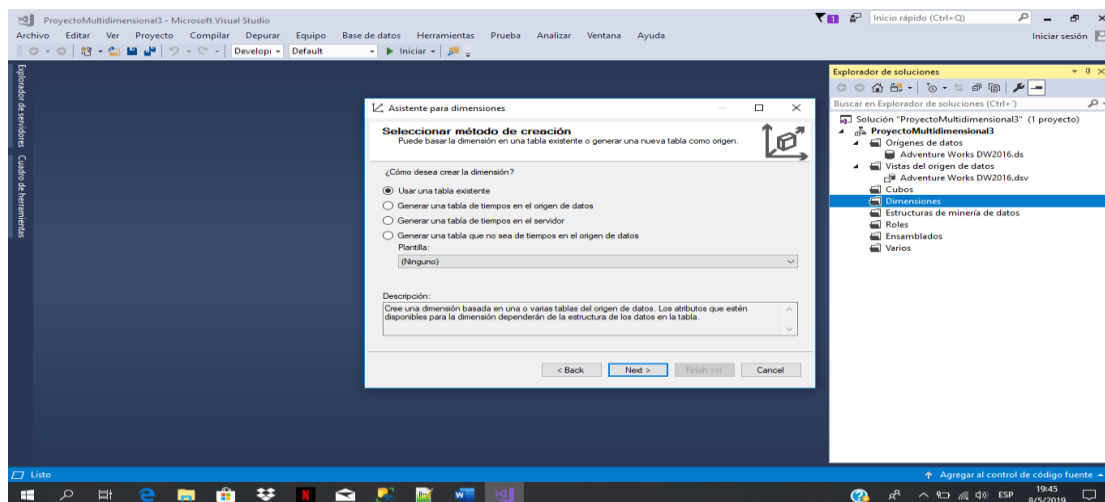 ProyectoMultidimensional3 - Microsoft Visual Studio
Inicio rápido (Ctrl+Q)
Archivo Editar Ver Proyecto Compilar Depurar Equipo Base de datos Herramientas Prueba Analizar Ventana Ayuda
Iniciar sesión
Developi Default Iniciar
Explorador de servidores
Cuadro de herramientas
Asistente para dimensiones
Seleccionar método de creación
Puede basar la dimensión en una tabla existente o generar una nueva tabla como origen.
¿Cómo desea crear la dimensión?
Usar una tabla existente
Generar una tabla de tiempos en el origen de datos
Generar una tabla de tiempos en el servidor
Generar una tabla que no sea de tiempos en el origen de datos
Plantilla:
(Ninguno)
Descripción:
Cree una dimensión basada en una o varias tablas del origen de datos. Los atributos que estén
disponibles para la dimensión dependerán de la estructura de los datos en la tabla.
< Back Next > Finish >>| Cancel
Explorador de soluciones
Buscar en Explorador de soluciones (Ctrl+´)
Solución "ProyectoMultidimensional3" (1 proyecto)
ProyectoMultidimensional3
Orígenes de datos
Adventure Works DW2016.ds
Vistas del origen de datos
Adventure Works DW2016.dsv
Cubos
Dimensiones
Estructuras de minería de datos
Roles
Ensamblados
Varios
Listo
Agregar al control de código fuente
ESP
19:45
8/5/2019